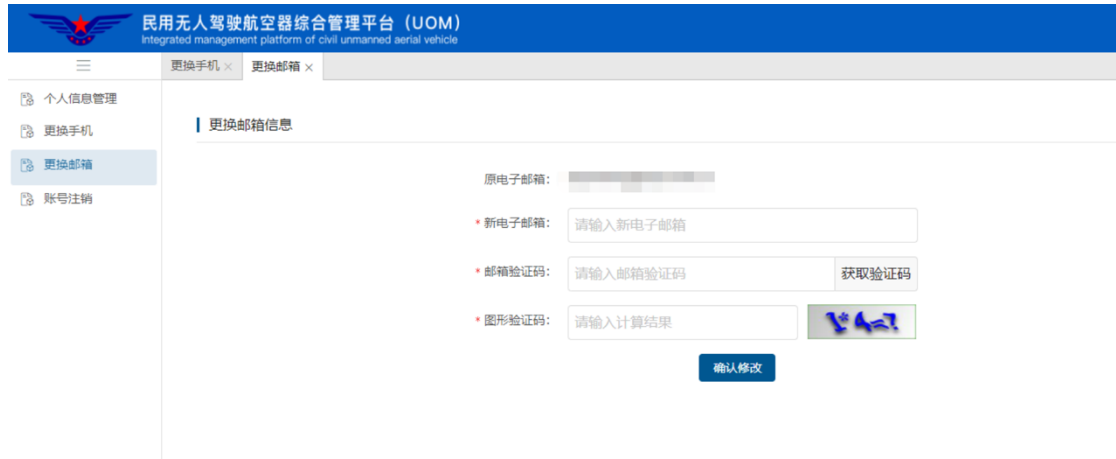 民用无人驾驶航空器综合管理平台（UOM）
Integrated management platform of civil unmanned aerial vehicle
更换手机 × 更换邮箱 ×
个人信息管理
更换手机
更换邮箱
账号注销
更换邮箱信息
原电子邮箱：
* 新电子邮箱： 请输入新电子邮箱
* 邮箱验证码： 请输入邮箱验证码 获取验证码
* 图形验证码： 请输入计算结果
确认修改